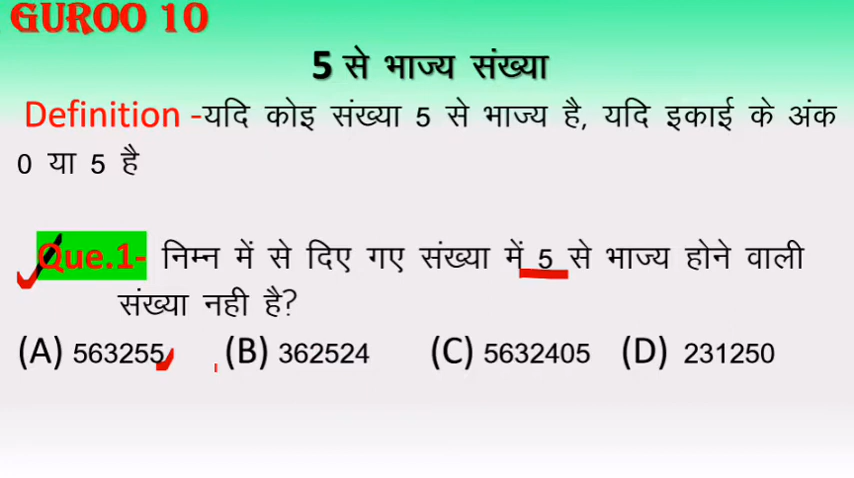 GUROO 10
5 से भाज्य संख्या
Definition -यदि कोइ संख्या 5 से भाज्य है, यदि इकाई के अंक
0 या 5 है
Que.1- निम्न में से दिए गए संख्या में 5 से भाज्य होने वाली
संख्या नही है?
(A) 563255 (B) 362524 (C) 5632405 (D) 231250